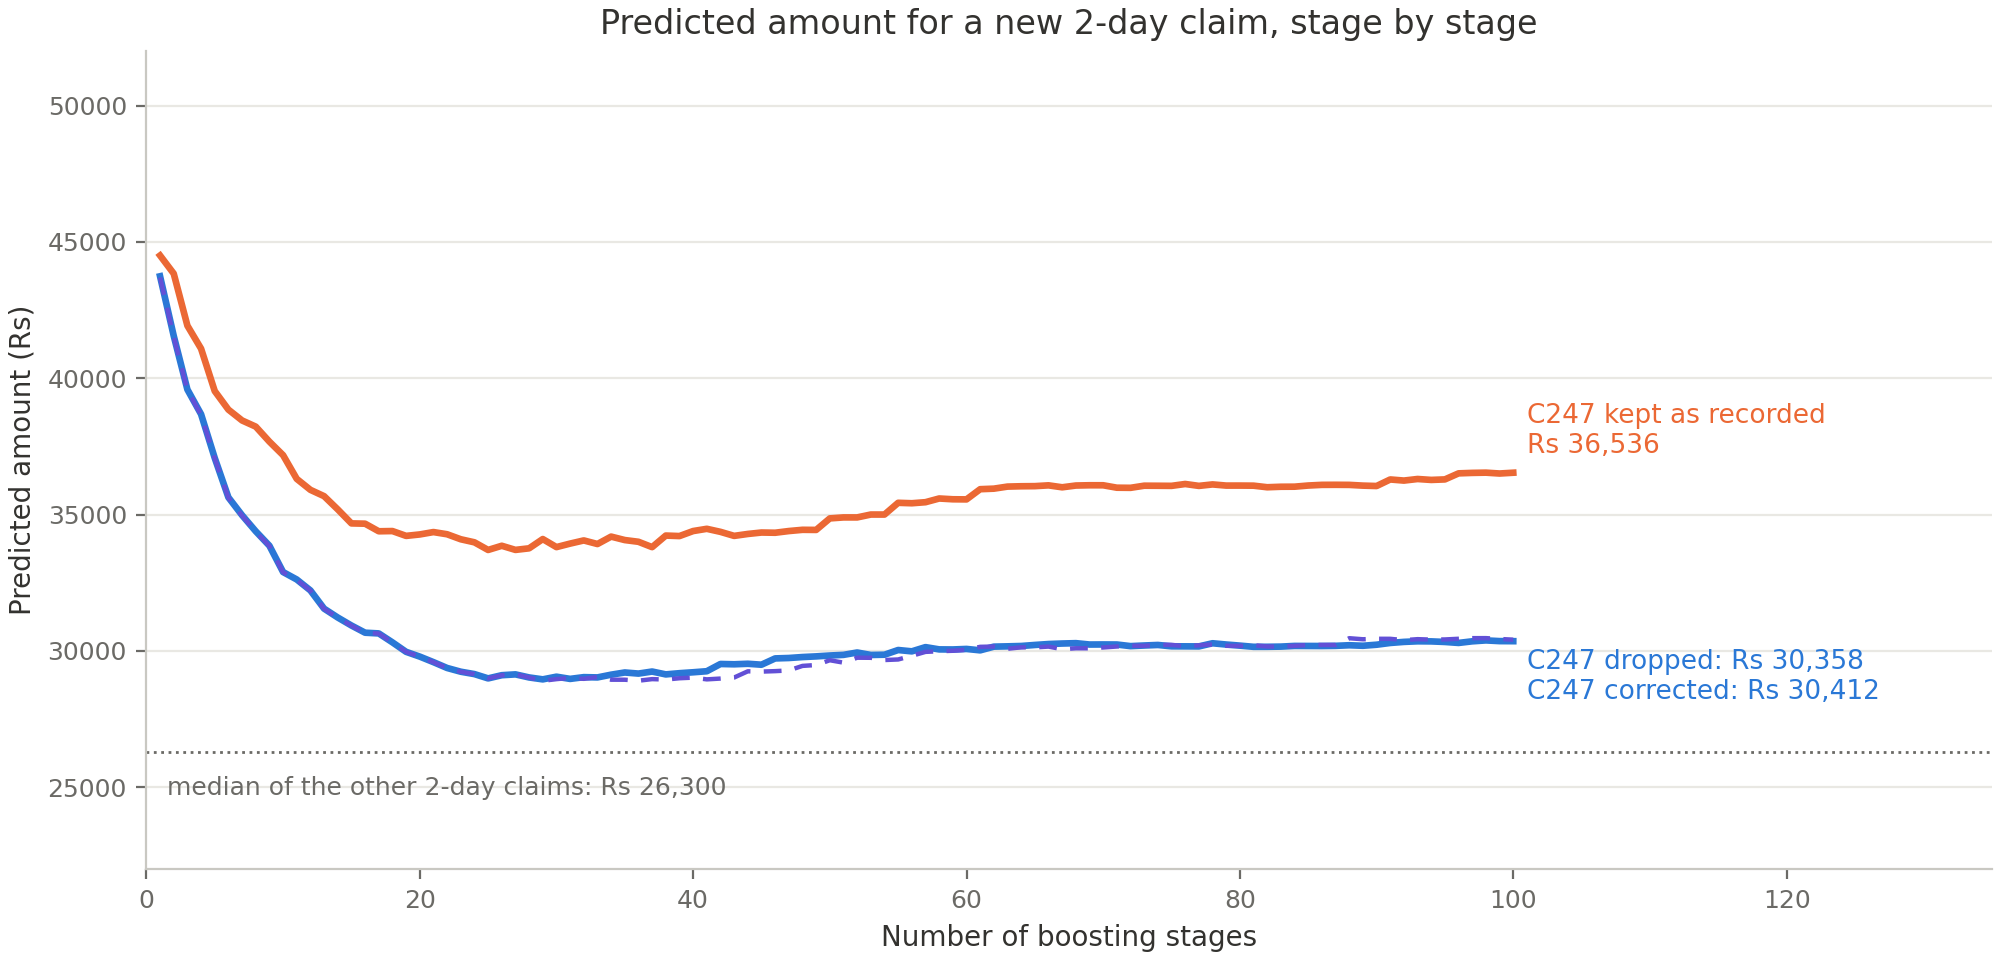 Predicted amount for a new 2-day claim, stage by stage
Predicted amount (Rs)
50000
45000
40000
35000
30000
25000
C247 kept as recorded
Rs 36,536
C247 dropped: Rs 30,358
C247 corrected: Rs 30,412
median of the other 2-day claims: Rs 26,300
0
20
40
60
80
100
120
Number of boosting stages